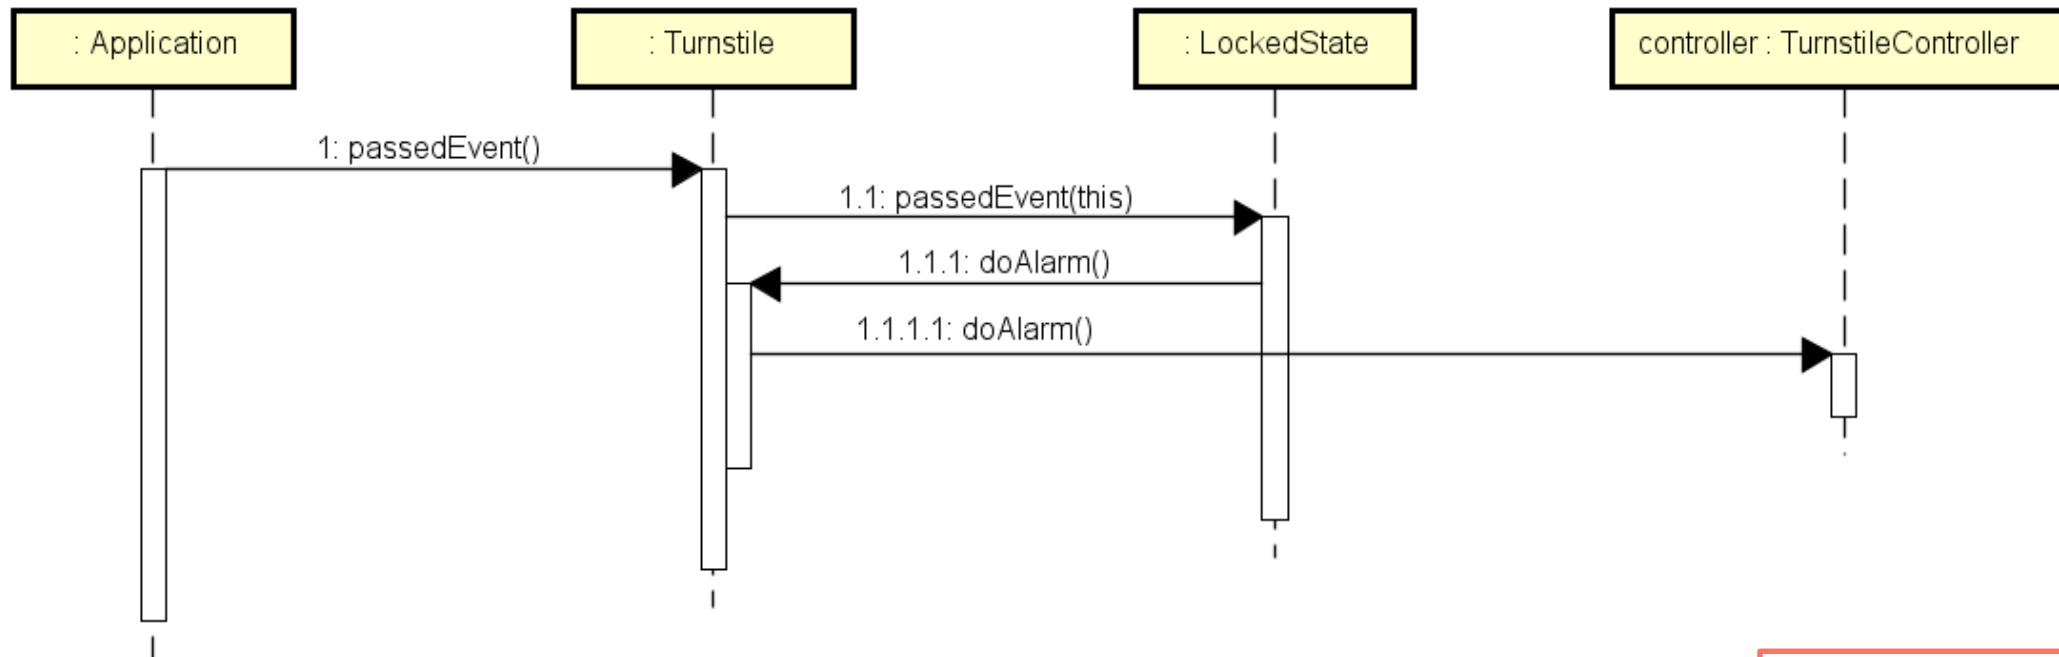 : Application
: Turnstile
: LockedState
controller : TurnstileController
1: passedEvent()
1.1: passedEvent(this)
1.1.1: doAlarm()
1.1.1.1: doAlarm()